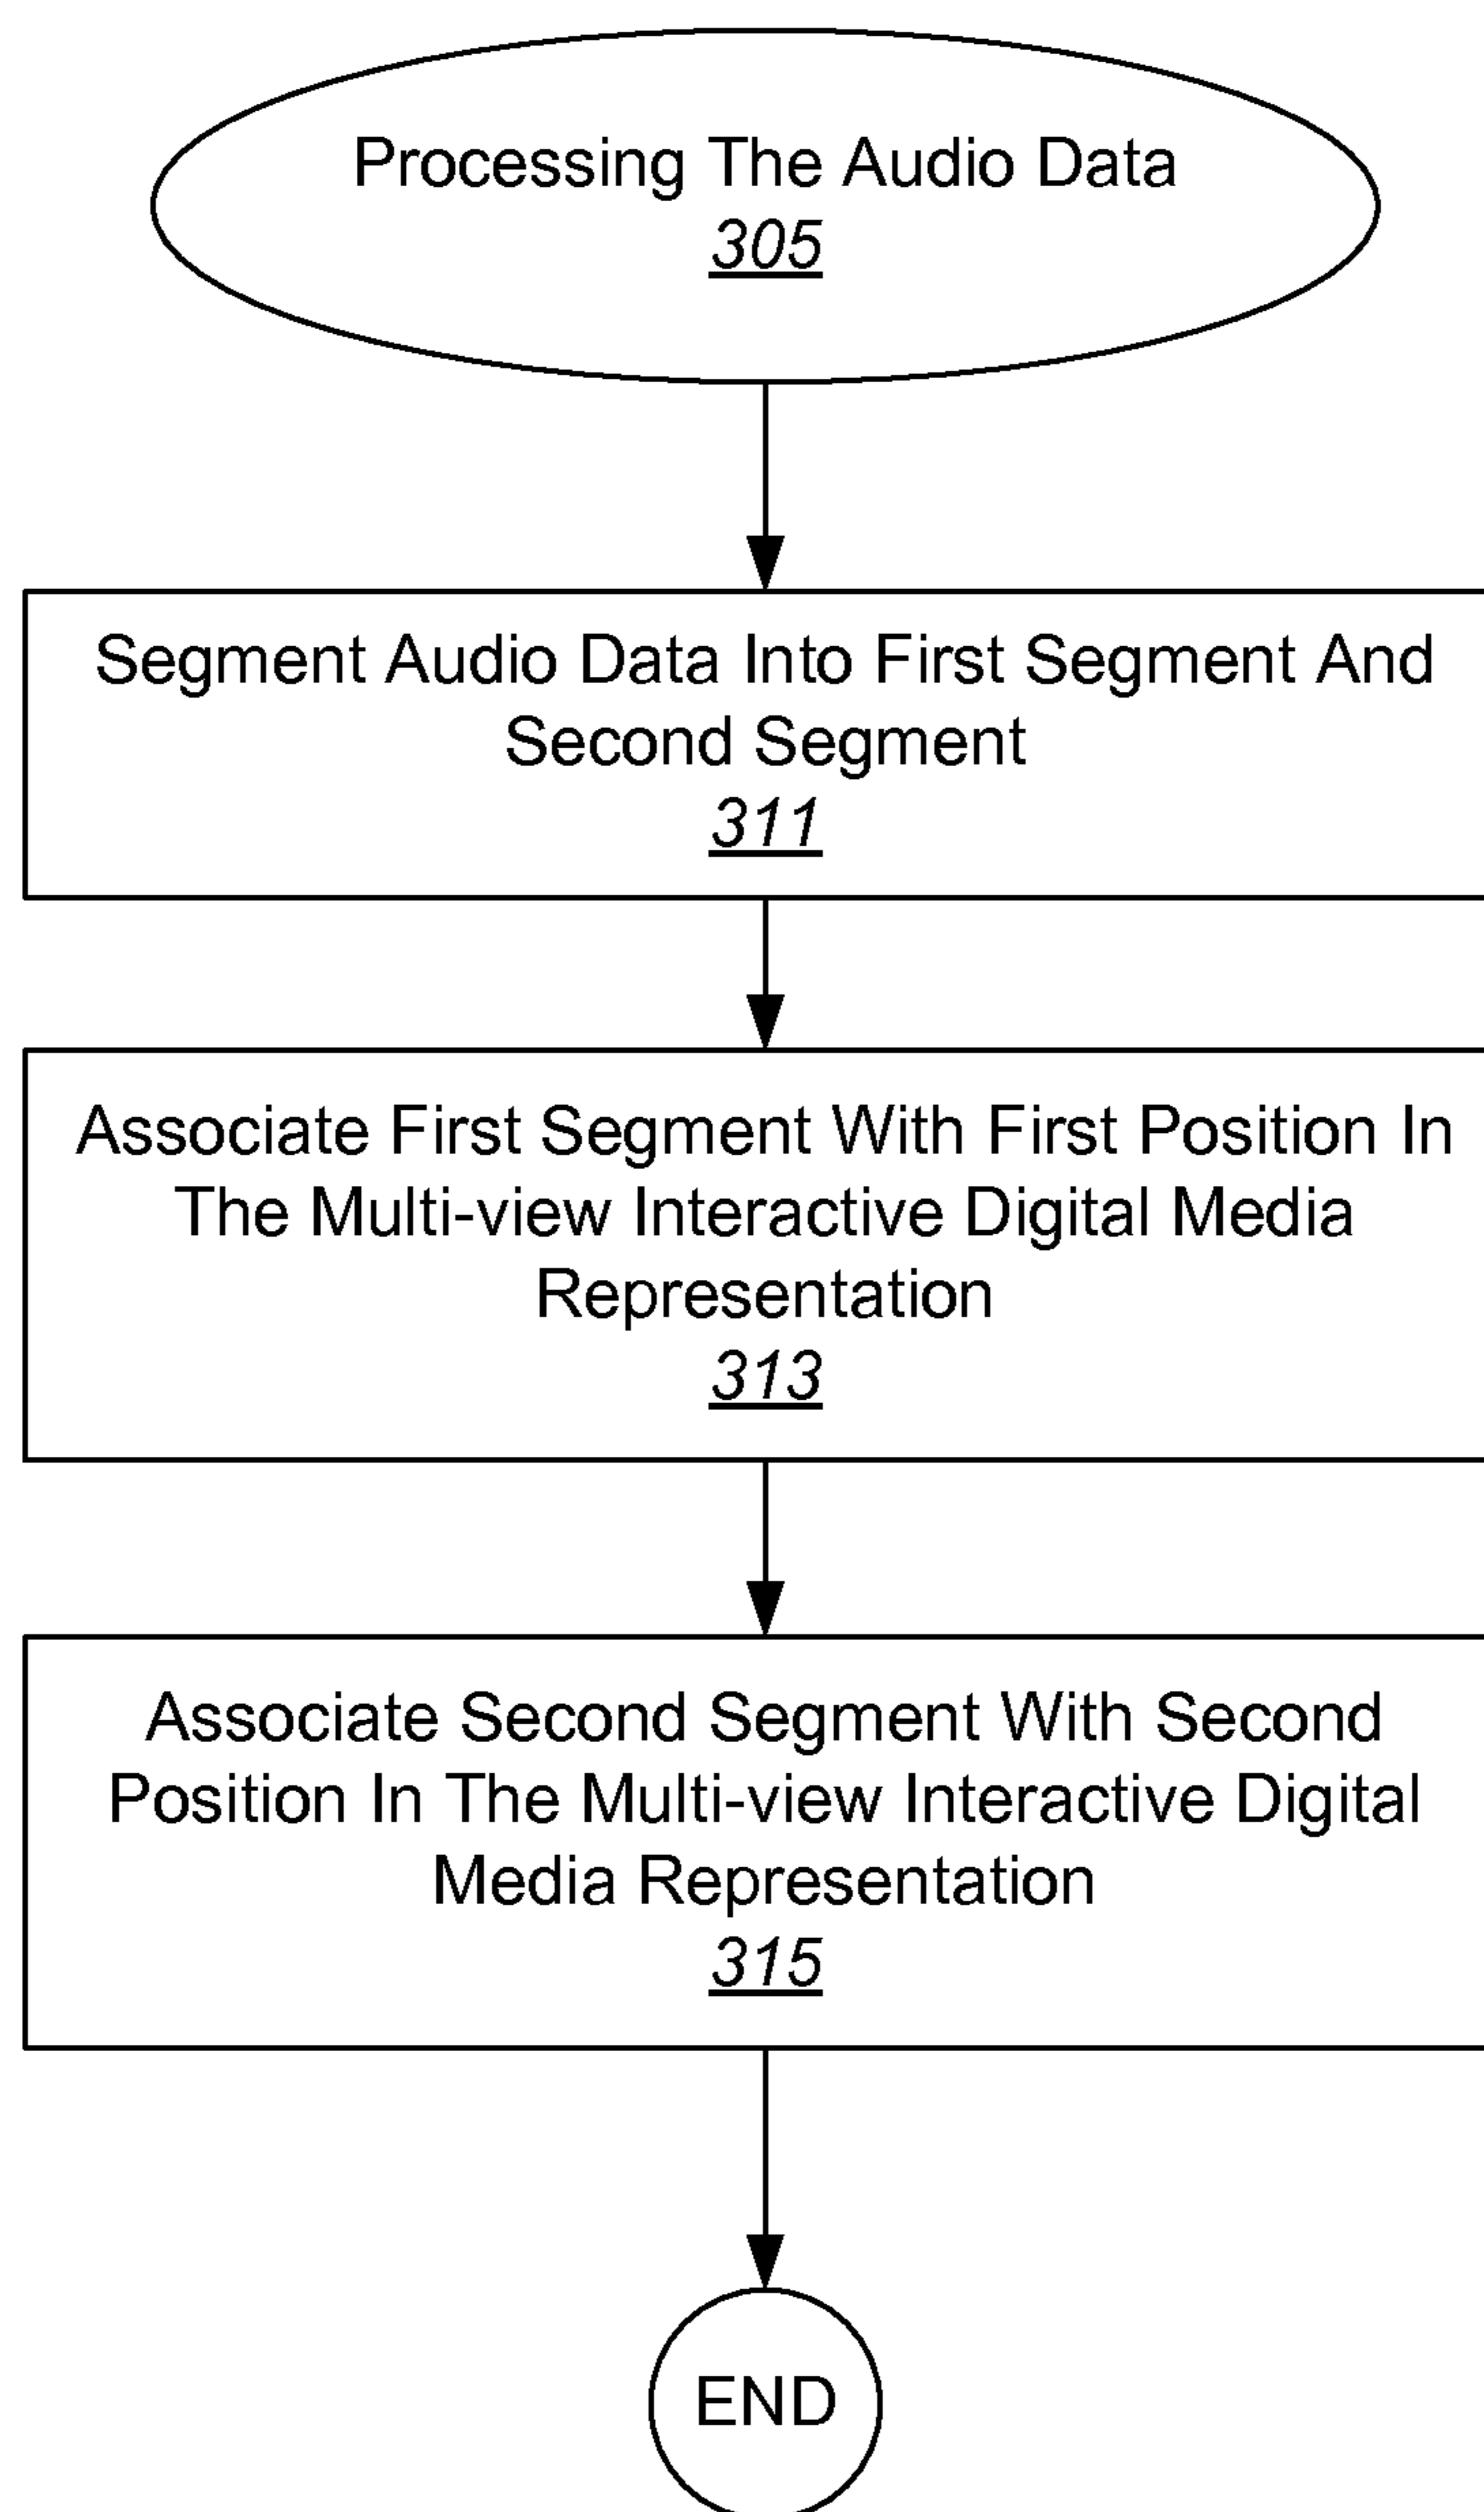 Processing The Audio Data
305
Segment Audio Data Into First Segment And
Second Segment
311
Associate First Segment With First Position In
The Multi-view Interactive Digital Media
Representation
313
Associate Second Segment With Second
Position In The Multi-view Interactive Digital
Media Representation
315
END